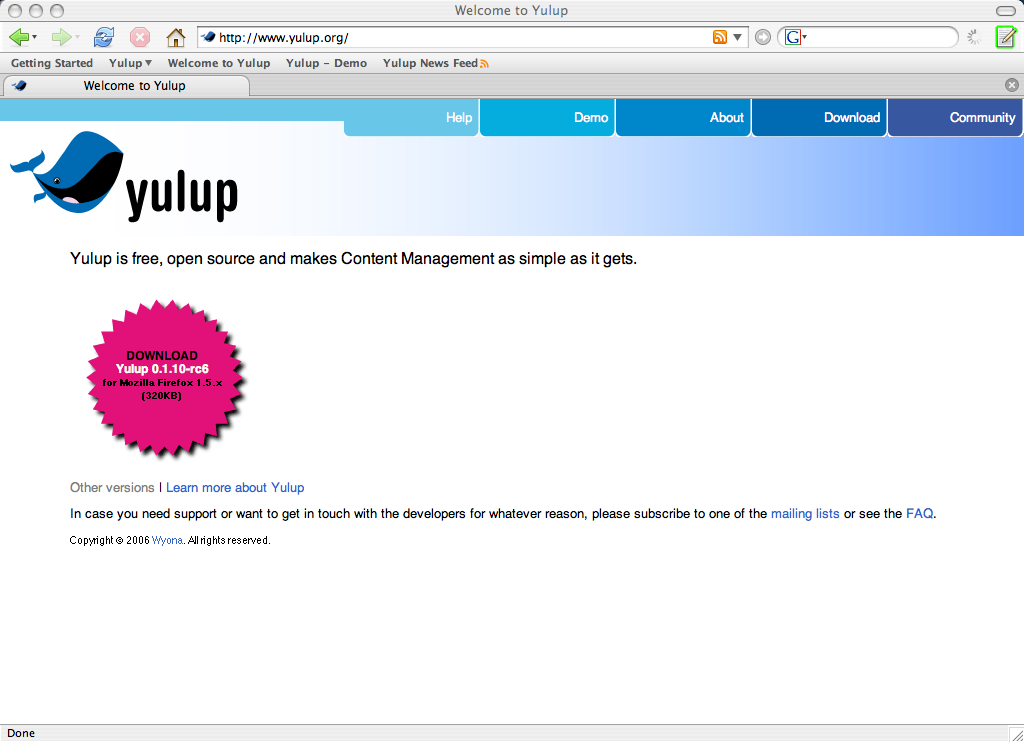 Welcome to Yulup
http://www.yulup.org/
G
Getting Started Yulup Welcome to Yulup Yulup - Demo Yulup News Feed
Welcome to Yulup
Help Demo About Download Community
yulup
Yulup is free, open source and makes Content Management as simple as it gets.
DOWNLOAD
Yulup 0.1.10-rc6
for Mozilla Firefox 1.5.x
(320KB)
Other versions | Learn more about Yulup
In case you need support or want to get in touch with the developers for whatever reason, please subscribe to one of the mailing lists or see the FAQ.
Copyright © 2006 Wyona. All rights reserved.
Done